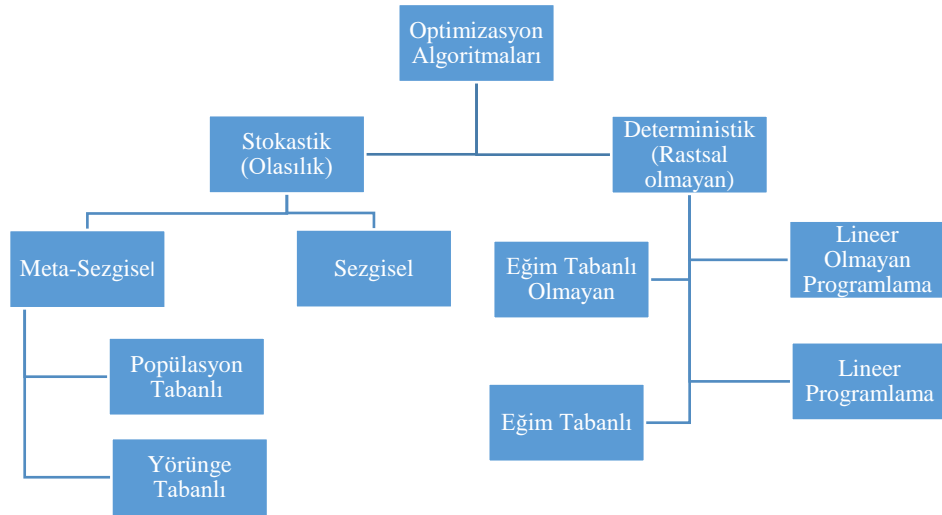 Optimizasyon
Algoritmaları
Stokastik
(Olasılık)
Deterministik
(Rastsal
olmayan)
Meta-Sezgisel
Sezgisel
Eğim Tabanlı
Olmayan
Lineer
Olmayan
Programlama
Popülasyon
Tabanlı
Eğim Tabanlı
Lineer
Programlama
Yörünge
Tabanlı